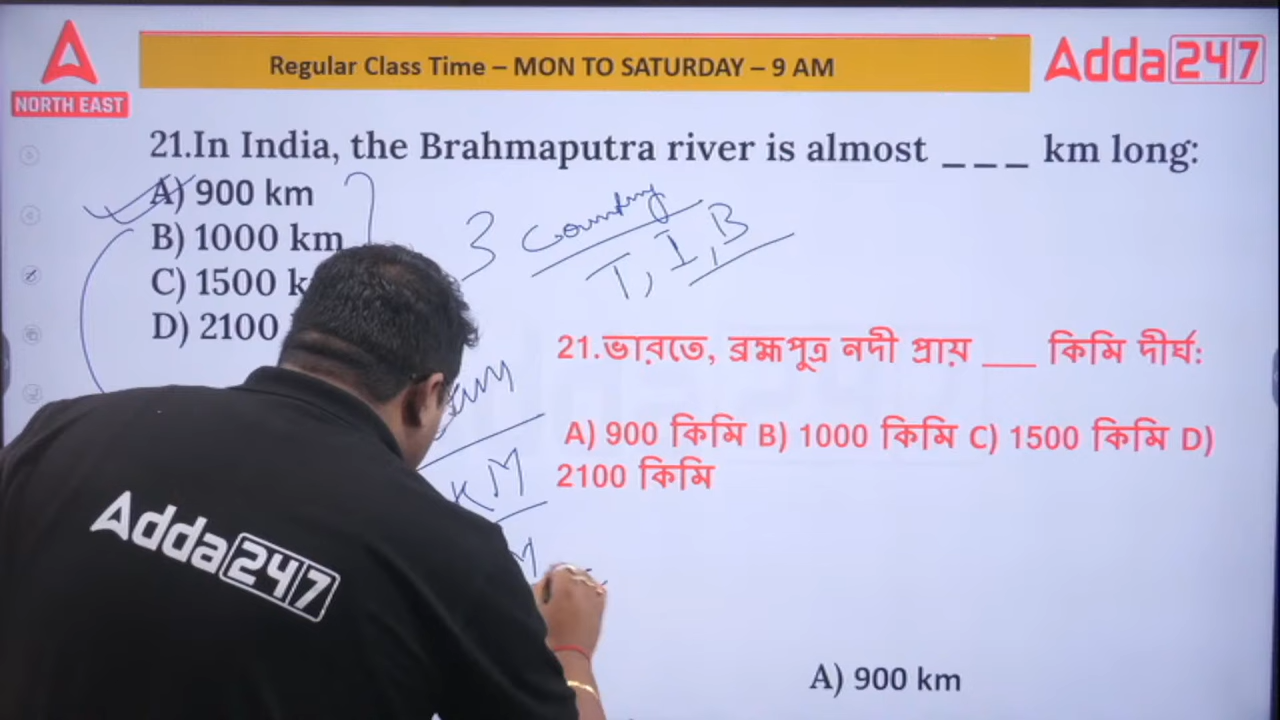 NORTH EAST
Regular Class Time – MON TO SATURDAY – 9 AM
Adda247
21.In India, the Brahmaputra river is almost ___ km long:
A) 900 km
B) 1000 km
C) 1500 k
D) 2100
3 Country
T, I, B
KM
21.ভারতে, ব্রহ্মপুত্র নদী প্রায় ___ কিমি দীর্ঘ:
A) 900 কিমি B) 1000 কিমি C) 1500 কিমি D)
2100 কিমি
Adda247
A) 900 km